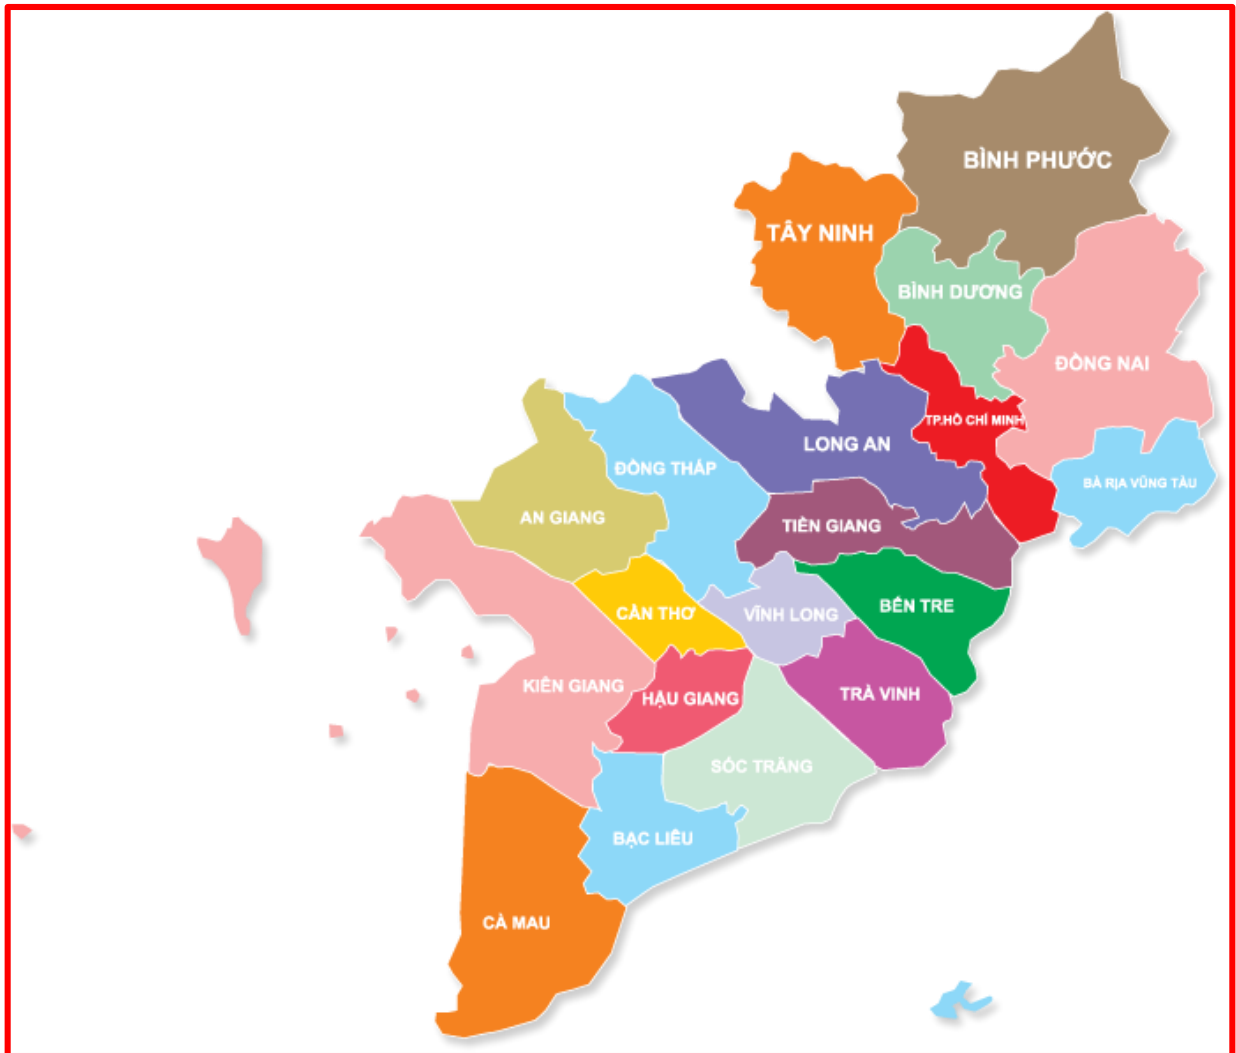 BÌNH PHƯỚC
TÂY NINH
BÌNH DƯƠNG
ĐỒNG NAI
TP.HỒ CHÍ MINH
LONG AN
ĐỒNG THÁP
BÀ RỊA VŨNG TÀU
AN GIANG
TIỀN GIANG
BẾN TRE
CẦN THƠ
VĨNH LONG
KIÊN GIANG
HẬU GIANG
TRÀ VINH
SÓC TRĂNG
BẠC LIÊU
CÀ MAU